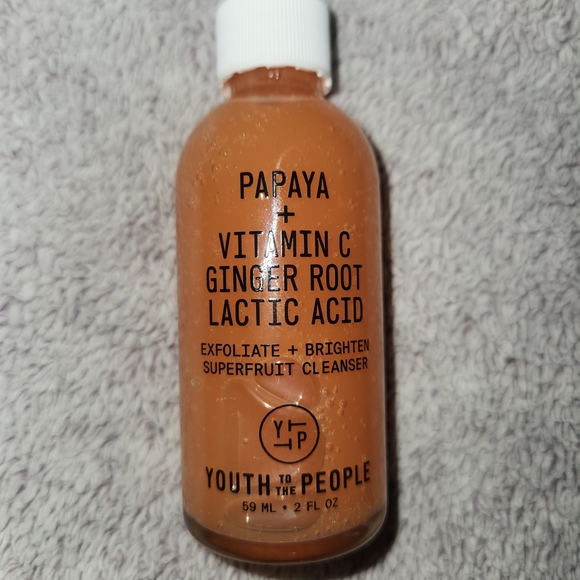 PAPAYA
+
VITAMIN C
GINGER ROOT
LACTIC ACID
EXFOLIATE + BRIGHTEN
SUPERFRUIT CLEANSER
Y T P
YOUTH TO THE PEOPLE
59 ML • 2 FL OZ